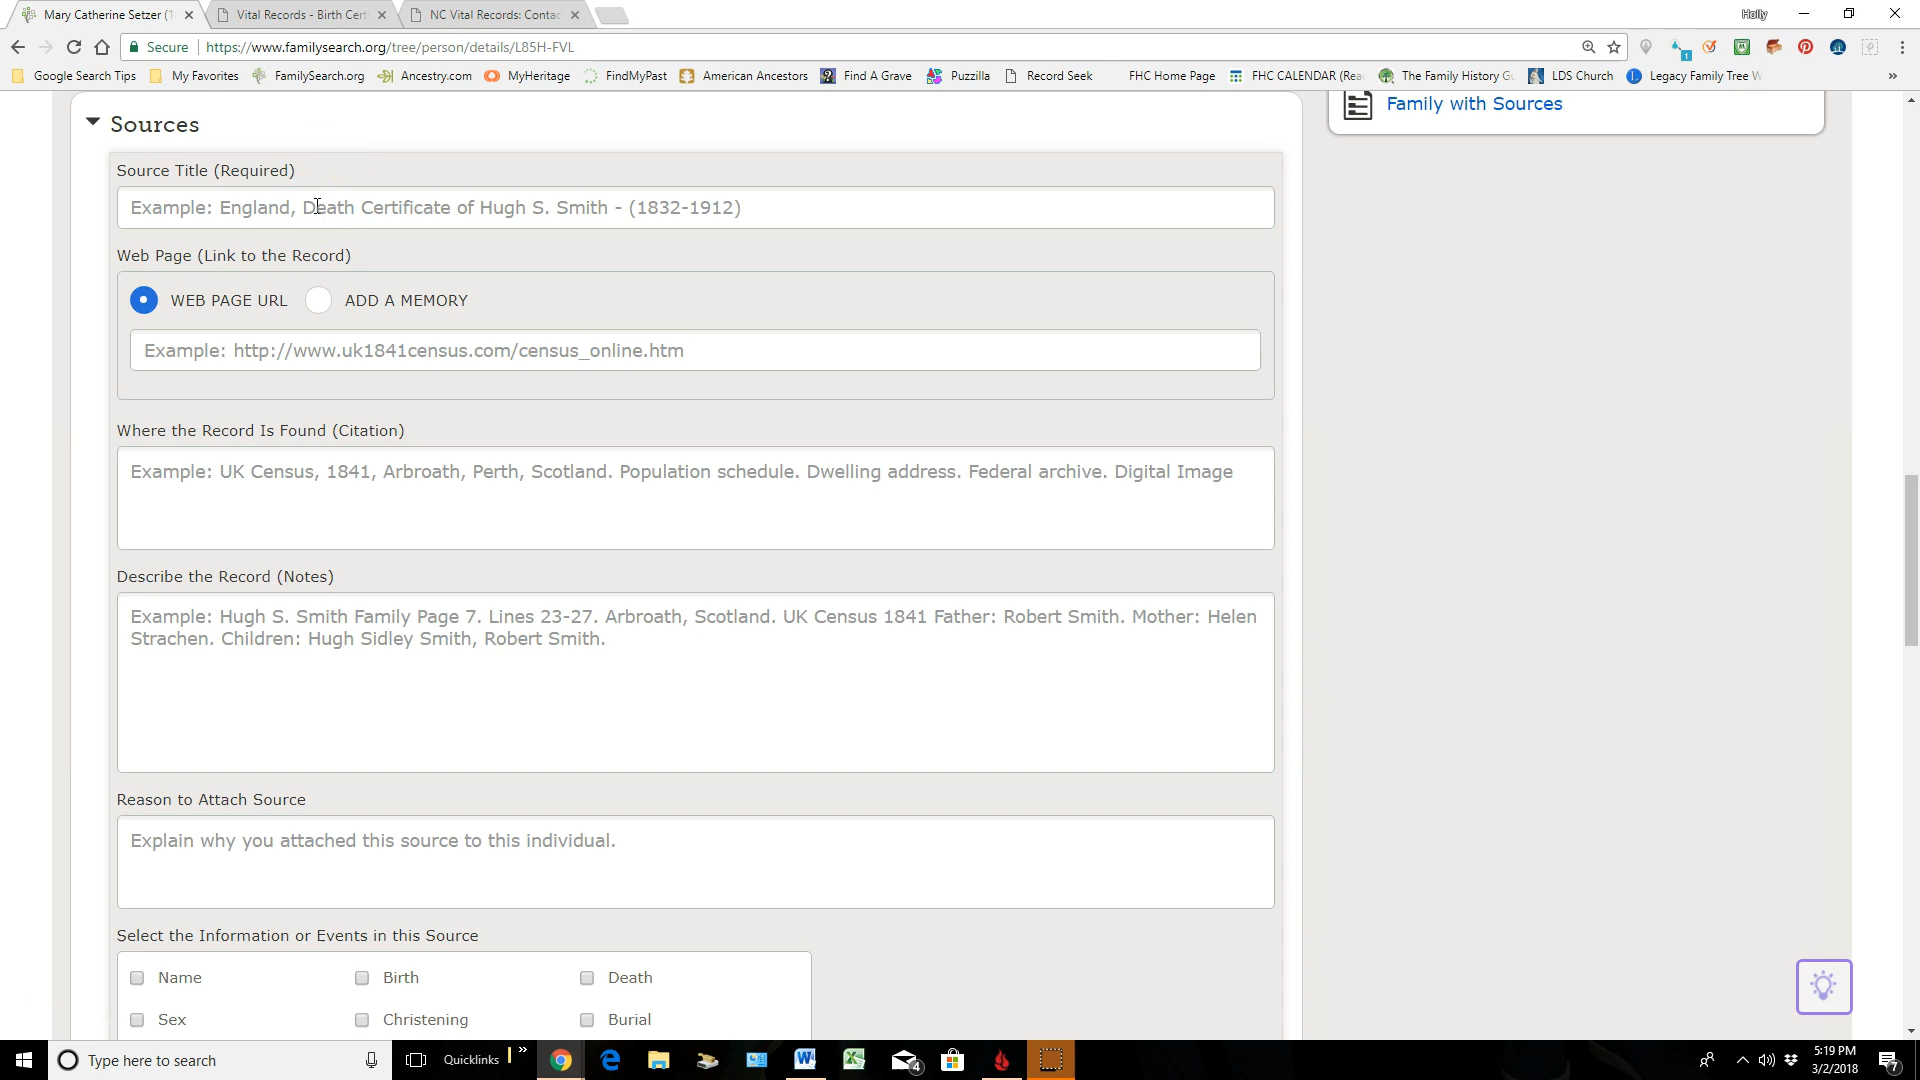 Mary Catherine Setzer (1
Vital Records - Birth Cert
NC Vital Records: Contac
Holly
Secure
https://www.familysearch.org/tree/person/details/L85H-FVL
1
Google Search Tips
My Favorites
FamilySearch.org
Ancestry.com
MyHeritage
FindMyPast
American Ancestors
Find A Grave
Puzzilla
Record Seek
FHC Home Page
FHC CALENDAR (Rea
The Family History Gu
LDS Church
Legacy Family Tree W
»
Family with Sources
Sources
Source Title (Required)
Example: England, Death Certificate of Hugh S. Smith - (1832-1912)
Web Page (Link to the Record)
WEB PAGE URL
ADD A MEMORY
Example: http://www.uk1841census.com/census_online.htm
Where the Record Is Found (Citation)
Example: UK Census, 1841, Arbroath, Perth, Scotland. Population schedule. Dwelling address. Federal archive. Digital Image
Describe the Record (Notes)
Example: Hugh S. Smith Family Page 7. Lines 23-27. Arbroath, Scotland. UK Census 1841 Father: Robert Smith. Mother: Helen
Strachen. Children: Hugh Sidley Smith, Robert Smith.
Reason to Attach Source
Explain why you attached this source to this individual.
Select the Information or Events in this Source
Name
Birth
Death
Sex
Christening
Burial
Type here to search
Quicklinks
»
4
5:19 PM
3/2/2018
7